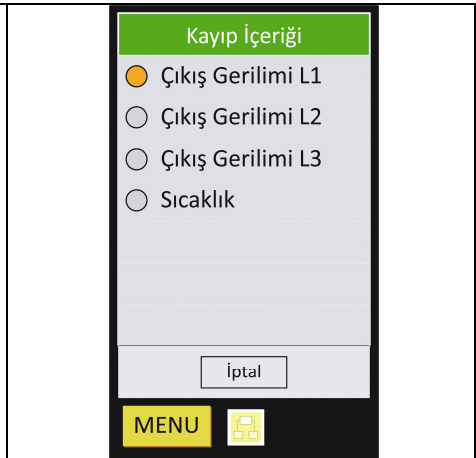 Kayıp İçeriği
Çıkış Gerilimi L1
Çıkış Gerilimi L2
Çıkış Gerilimi L3
Sıcaklık
İptal
MENU